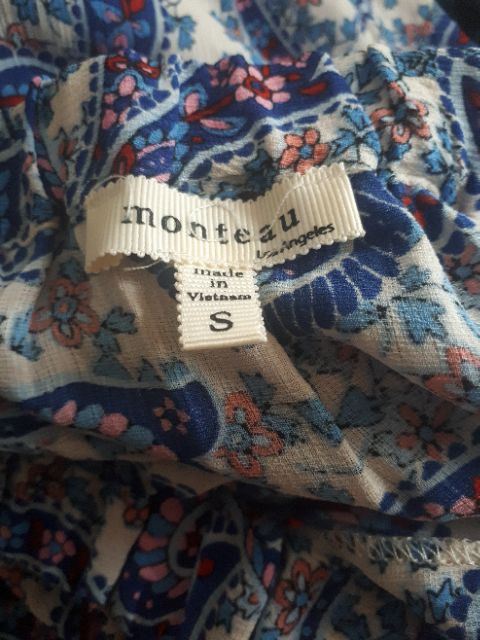 monteau
Los Angeles
made
in
Vietnam
S